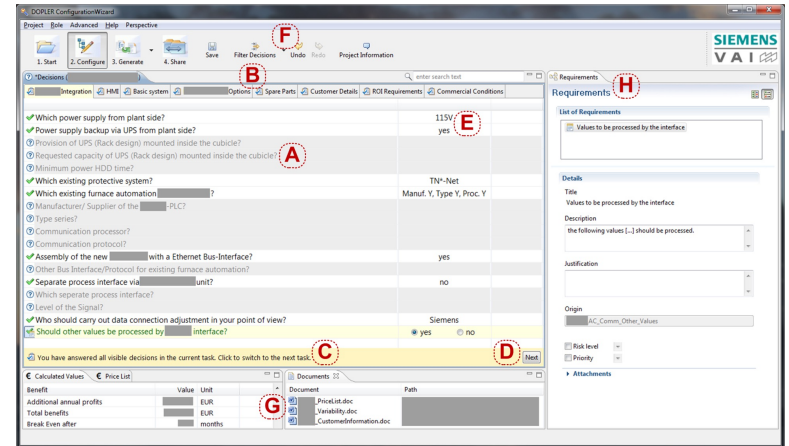 DOPLER ConfigurationWizard
Project Role Advanced Help Perspective
F
1. Start 2. Configure 3. Generate 4. Share Save Filter Decisions Undo Redo Project Information
SIEMENS
VAI
*Decisions ( )
B
enter search text
Integration HMI Basic system Options Spare Parts Customer Details ROI Requirements Commercial Conditions
Which power supply from plant side? 115V
E
Power supply backup via UPS from plant side? yes
Provision of UPS (Rack design) mounted inside the cubicle?
A
Requested capacity of UPS (Rack design) mounted inside the cubicle?
Minimum power HDD time?
Which existing protective system? TN*-Net
Which existing furnace automation ? Manuf. Y, Type Y, Proc. Y
Manufacturer/ Supplier of the -PLC?
Type series?
Communication processor?
Communication protocol?
Assembly of the new with a Ethernet Bus-Interface? yes
Other Bus Interface/Protocol for existing furnace automation?
Separate process interface via unit? no
Which seperate process interface?
Level of the Signal?
Who should carry out data connection adjustment in your point of view? Siemens
Should other values be processed by interface? yes no
C
D
You have answered all visible decisions in the current task. Click to switch to the next task. Next
Requirements
H
Requirements
List of Requirements
Values to be processed by the interface
Details
Title
Values to be processed by the interface
Description
the following values [...] should be processed.
Justification
Origin
AC_Comm_Other_Values
Risk level
Priority
Attachments
€ Calculated Values € Price List
Benefit Value Unit
Additional annual profits EUR
Total benefits EUR
Break Even after months
G
Documents
Document Path
_PriceList.doc
_Variability.doc
_CustomerInformation.doc